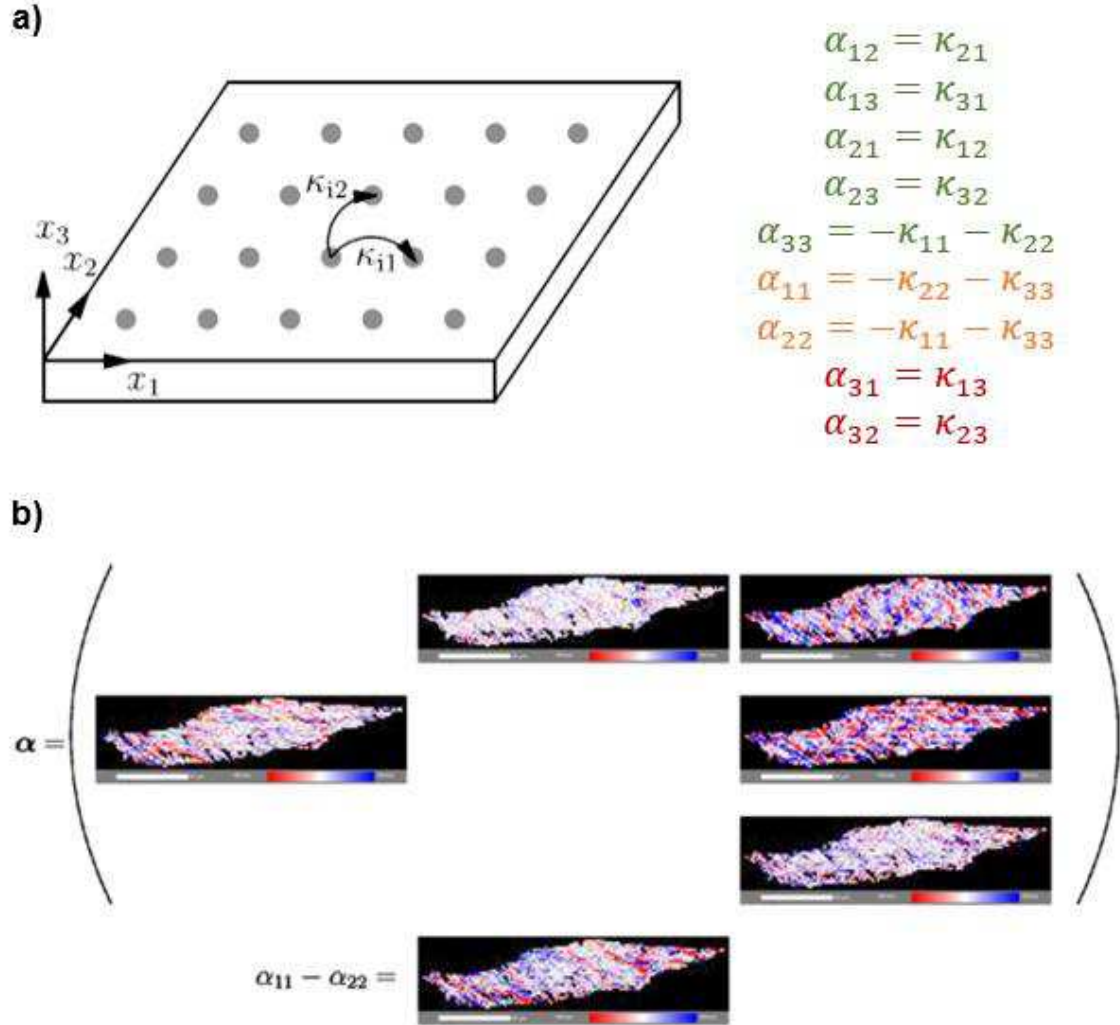 a)
α₁₂ = κ₂₁
α₁₃ = κ₃₁
α₂₁ = κ₁₂
α₂₃ = κ₃₂
α₃₃ = −κ₁₁ − κ₂₂
α₁₁ = −κ₂₂ − κ₃₃
α₂₂ = −κ₁₁ − κ₃₃
α₃₁ = κ₁₃
α₃₂ = κ₂₃
κᵢ₂
κᵢ₁
x₃
x₂
x₁
b)
α =
α₁₁ − α₂₂ =